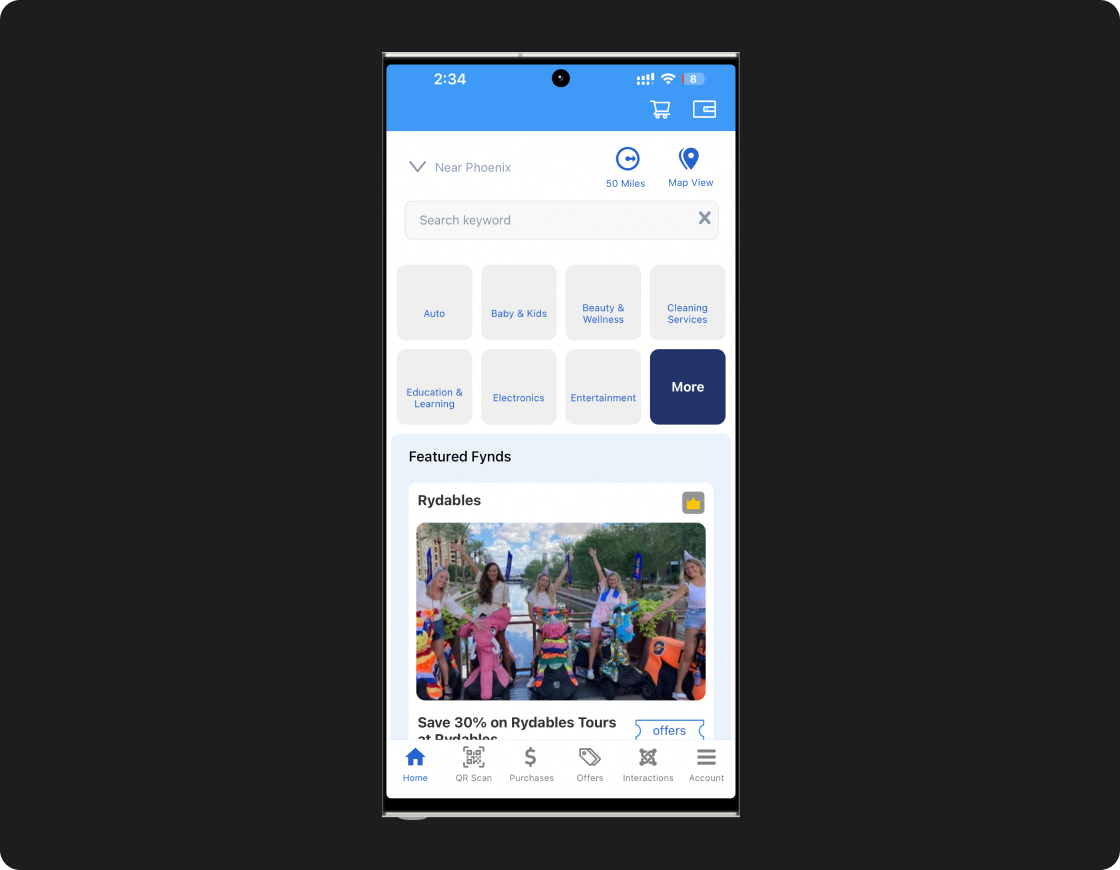 2:34
8
Near Phoenix
50 Miles
Map View
Search keyword
Auto
Baby & Kids
Beauty &
Wellness
Cleaning
Services
Education &
Learning
Electronics
Entertainment
More
Featured Fynds
Rydables
Save 30% on Rydables Tours
at Rydables
offers
Home
QR Scan
Purchases
Offers
Interactions
Account